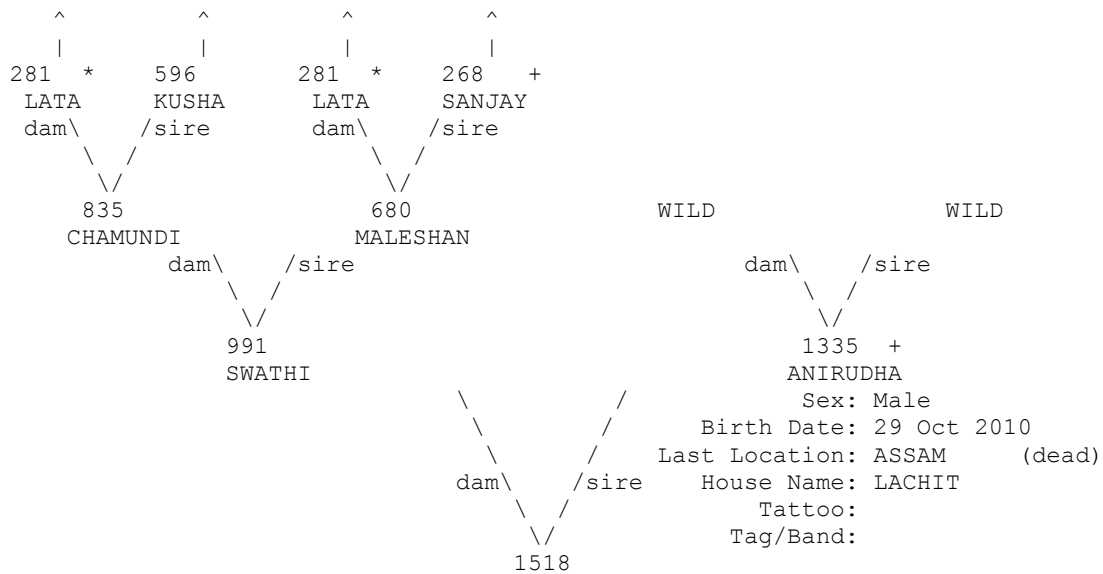 ^ ^ ^ ^
| | | |
281 * 596 281 * 268 +
LATA KUSHA LATA SANJAY
dam\ /sire dam\ /sire
\ / \ /
\/ \/
835 680 WILD WILD
CHAMUNDI MALESHAN
dam\ /sire dam\ /sire
\ / \ /
\/ \/
991 1335 +
SWATHI ANIRUDHA
\ / Sex: Male
\ / Birth Date: 29 Oct 2010
\ / Last Location: ASSAM (dead)
dam\ /sire House Name: LACHIT
\ / Tattoo:
\/ Tag/Band:
1518